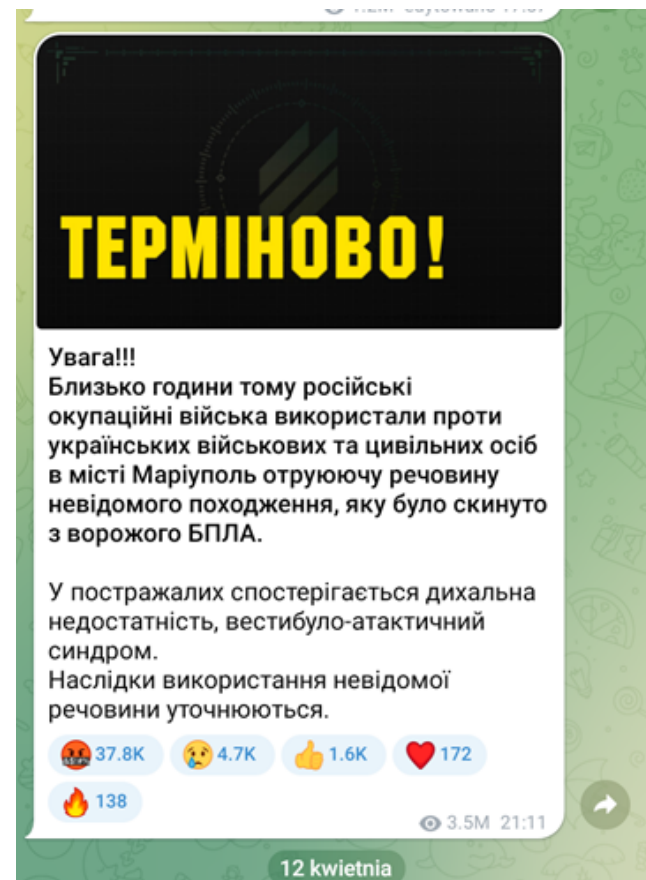 ТЕРМІНОВО!
Увага!!!
Близько години тому російські
окупаційні війська використали проти
українських військових та цивільних осіб
в місті Маріуполь отруюючу речовину
невідомого походження, яку було скинуто
з ворожого БПЛА.
У постражалих спостерігається дихальна
недостатність, вестибуло-атактичний
синдром.
Наслідки використання невідомої
речовини уточнюються.
37.8K 4.7K 1.6K 172
138
3.5M 21:11
12 kwietnia